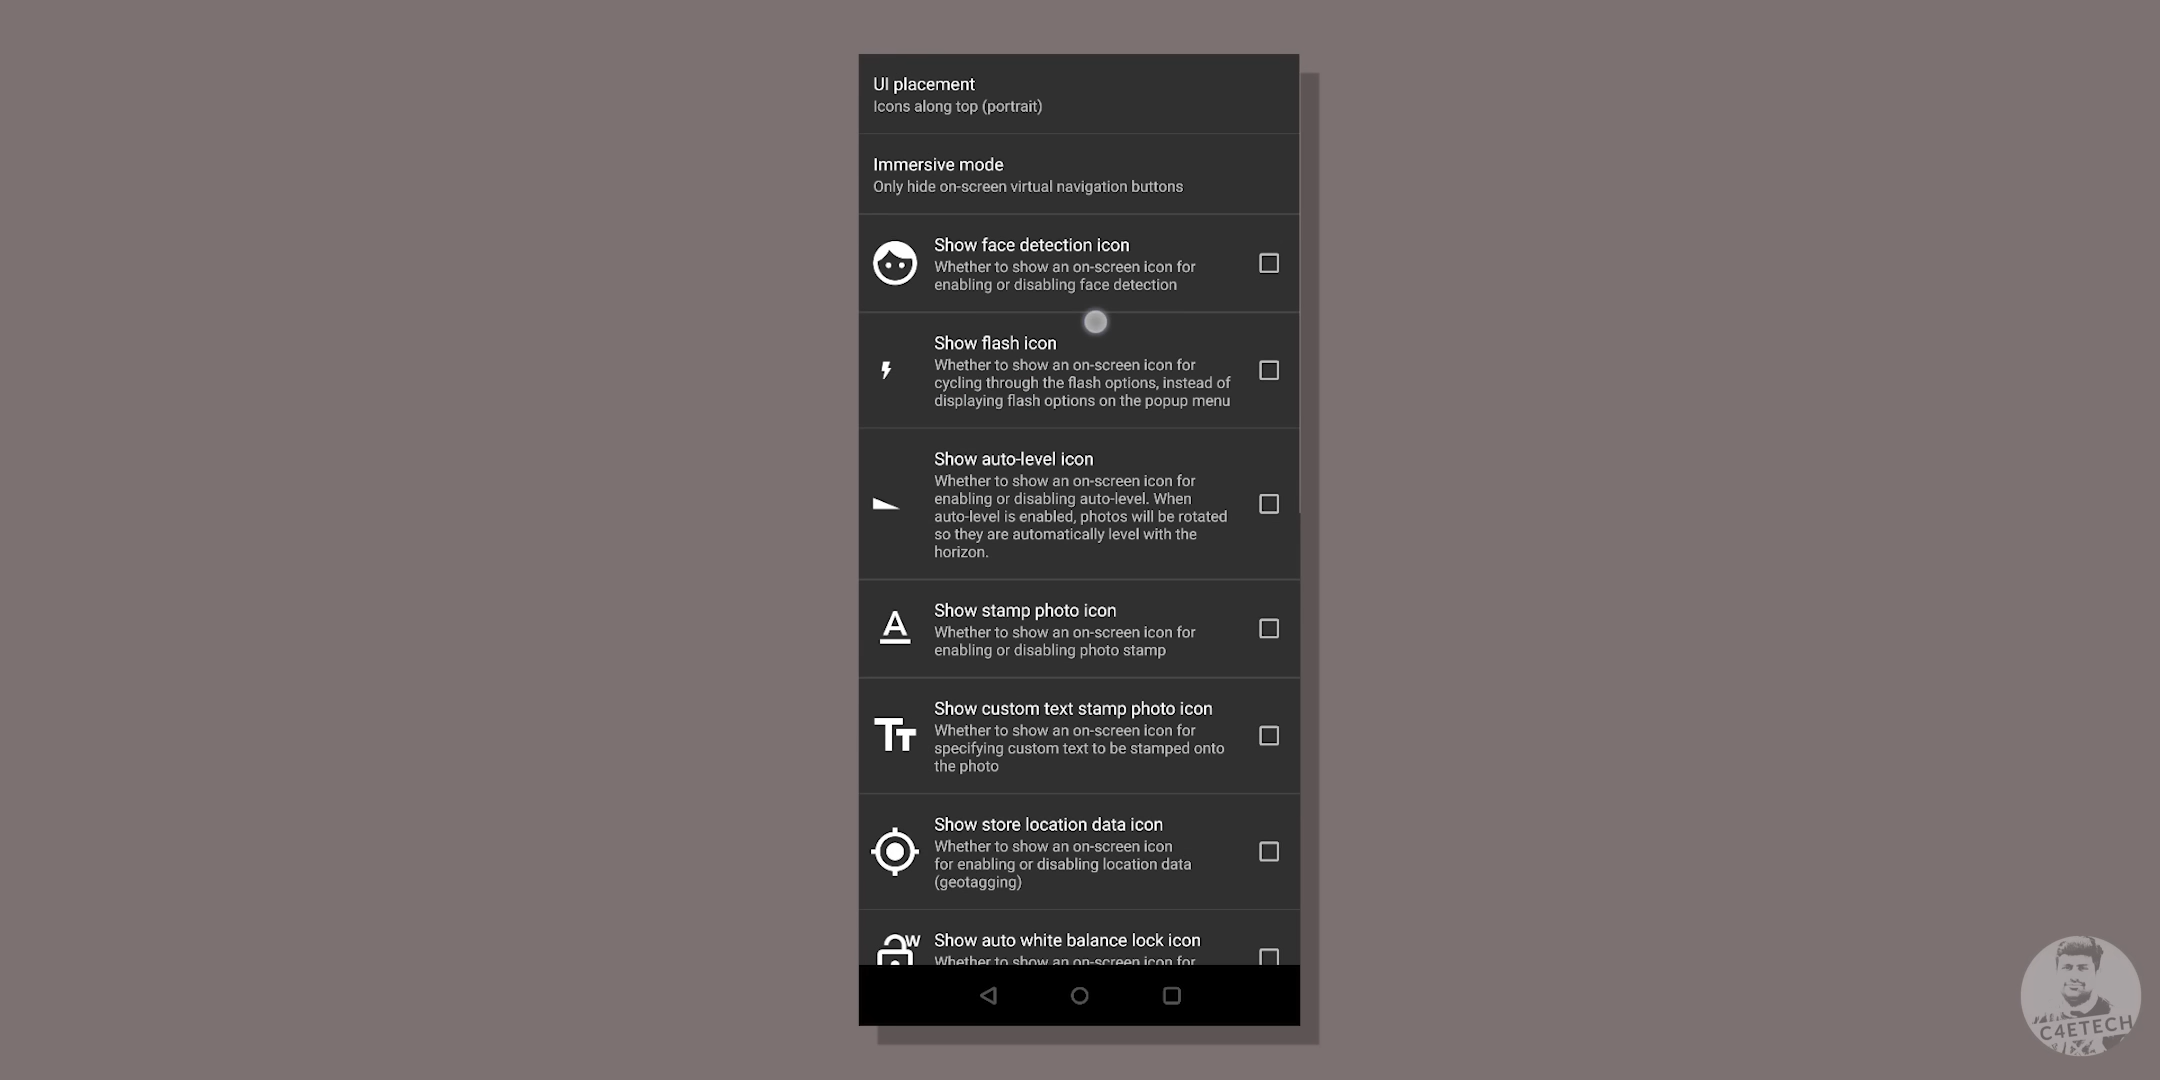 UI placement
Icons along top (portrait)
Immersive mode
Only hide on-screen virtual navigation buttons
Show face detection icon
Whether to show an on-screen icon for
enabling or disabling face detection
Show flash icon
Whether to show an on-screen icon for
cycling through the flash options, instead of
displaying flash options on the popup menu
Show auto-level icon
Whether to show an on-screen icon for
enabling or disabling auto-level. When
auto-level is enabled, photos will be rotated
so they are automatically level with the
horizon.
A
Show stamp photo icon
Whether to show an on-screen icon for
enabling or disabling photo stamp
TT
Show custom text stamp photo icon
Whether to show an on-screen icon for
specifying custom text to be stamped onto
the photo
Show store location data icon
Whether to show an on-screen icon
for enabling or disabling location data
(geotagging)
W
Show auto white balance lock icon
Whether to show an on-screen icon for
C4ETECH